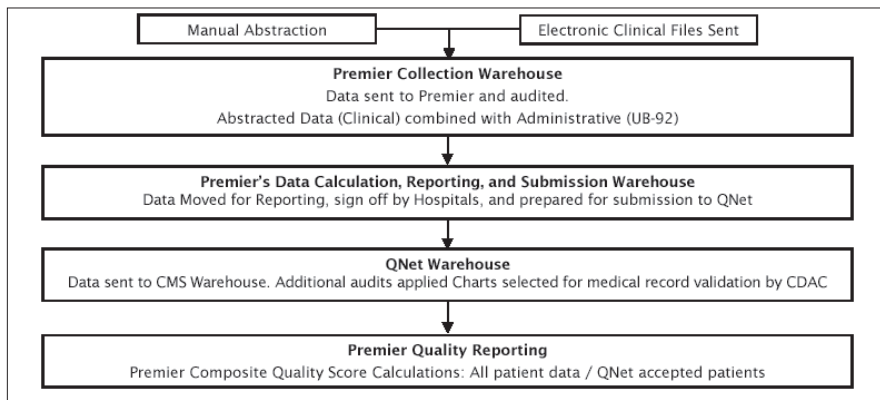 Manual Abstraction
Electronic Clinical Files Sent
Premier Collection Warehouse
Data sent to Premier and audited.
Abstracted Data (Clinical) combined with Administrative (UB-92)
Premier's Data Calculation, Reporting, and Submission Warehouse
Data Moved for Reporting, sign off by Hospitals, and prepared for submission to QNet
QNet Warehouse
Data sent to CMS Warehouse. Additional audits applied Charts selected for medical record validation by CDAC
Premier Quality Reporting
Premier Composite Quality Score Calculations: All patient data / QNet accepted patients